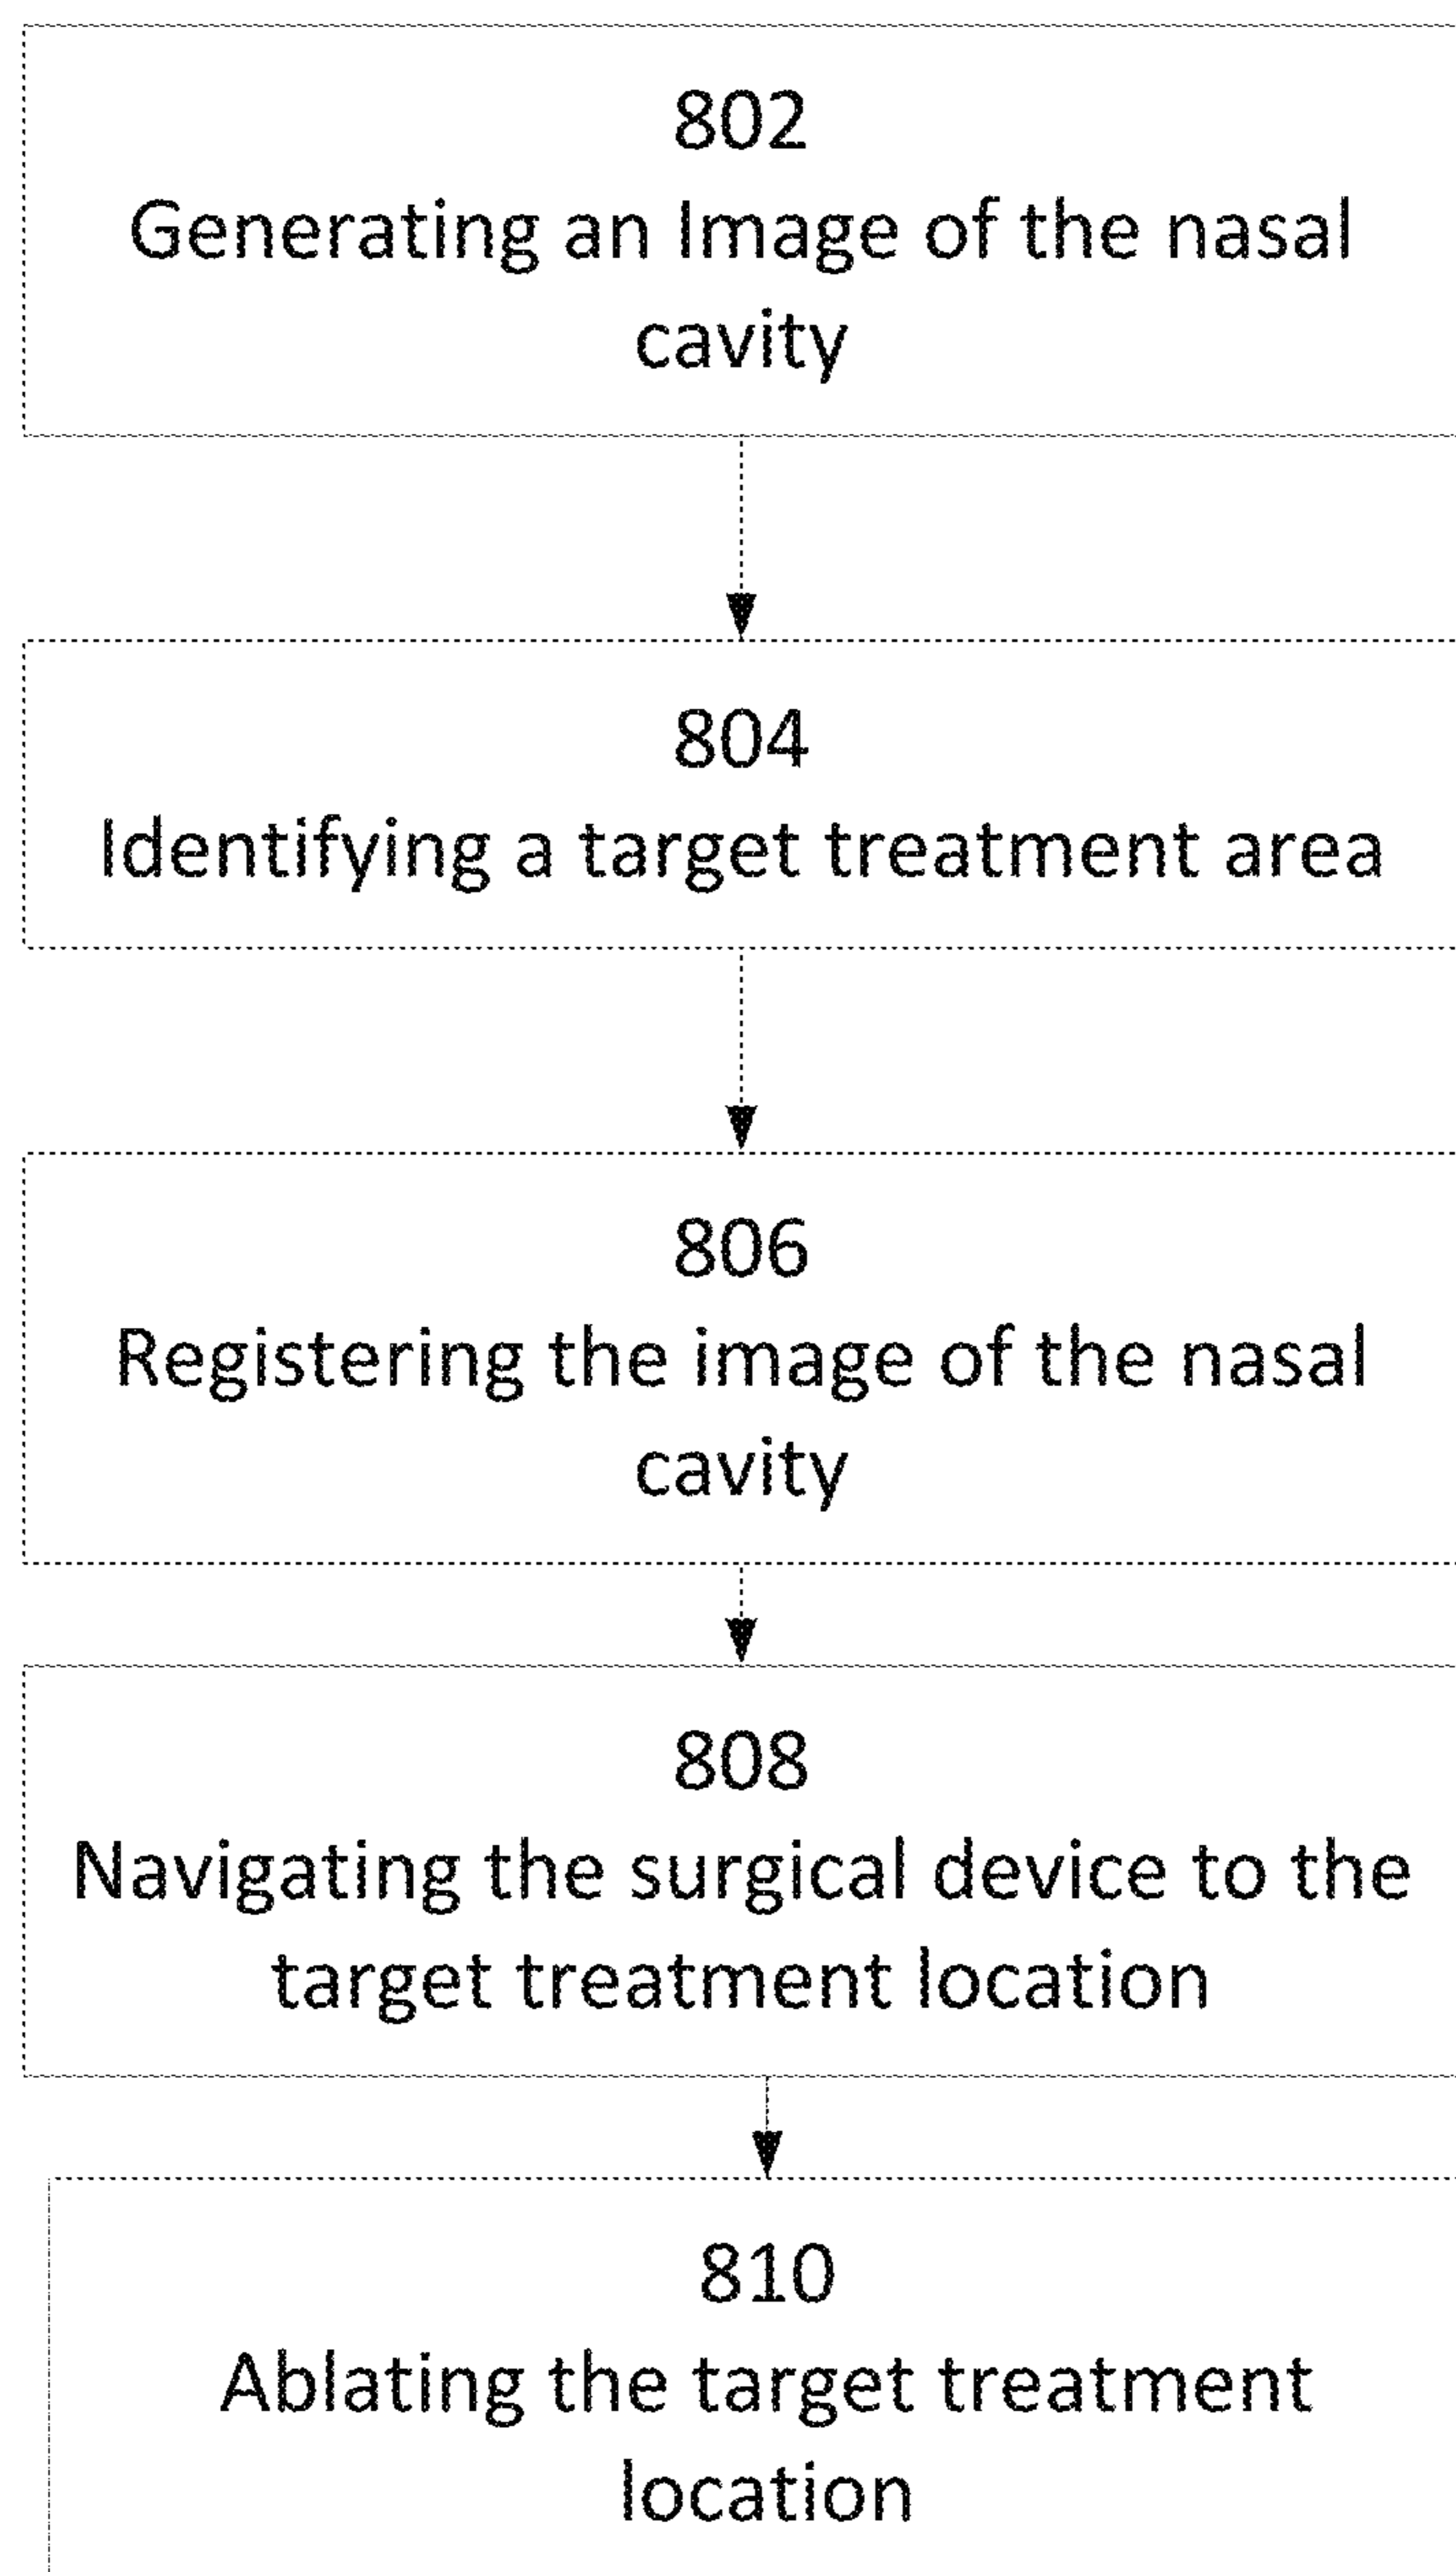 802
Generating an Image of the nasal
cavity
804
Identifying a target treatment area
806
Registering the image of the nasal
cavity
808
Navigating the surgical device to the
target treatment location
810
Ablating the target treatment
location